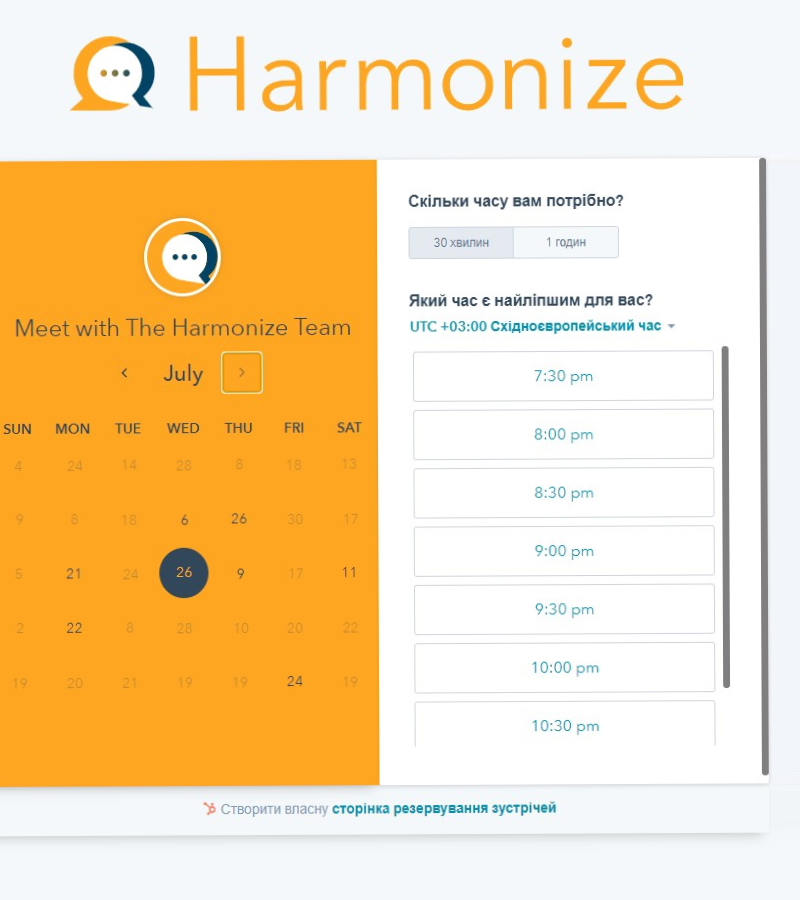 Harmonize
Meet with The Harmonize Team
July
SUN MON TUE WED THU FRI SAT
4 24 14 28 8 18 13
9 8 18 6 26 30 17
5 21 24 26 9 17 11
2 22 8 28 10 20 22
19 20 21 19 19 24 19
Скільки часу вам потрібно?
30 хвилин 1 годин
Який час є найліпшим для вас?
UTC +03:00 Східноєвропейський час
7:30 pm
8:00 pm
8:30 pm
9:00 pm
9:30 pm
10:00 pm
10:30 pm
Створити власну сторінка резервування зустрічей